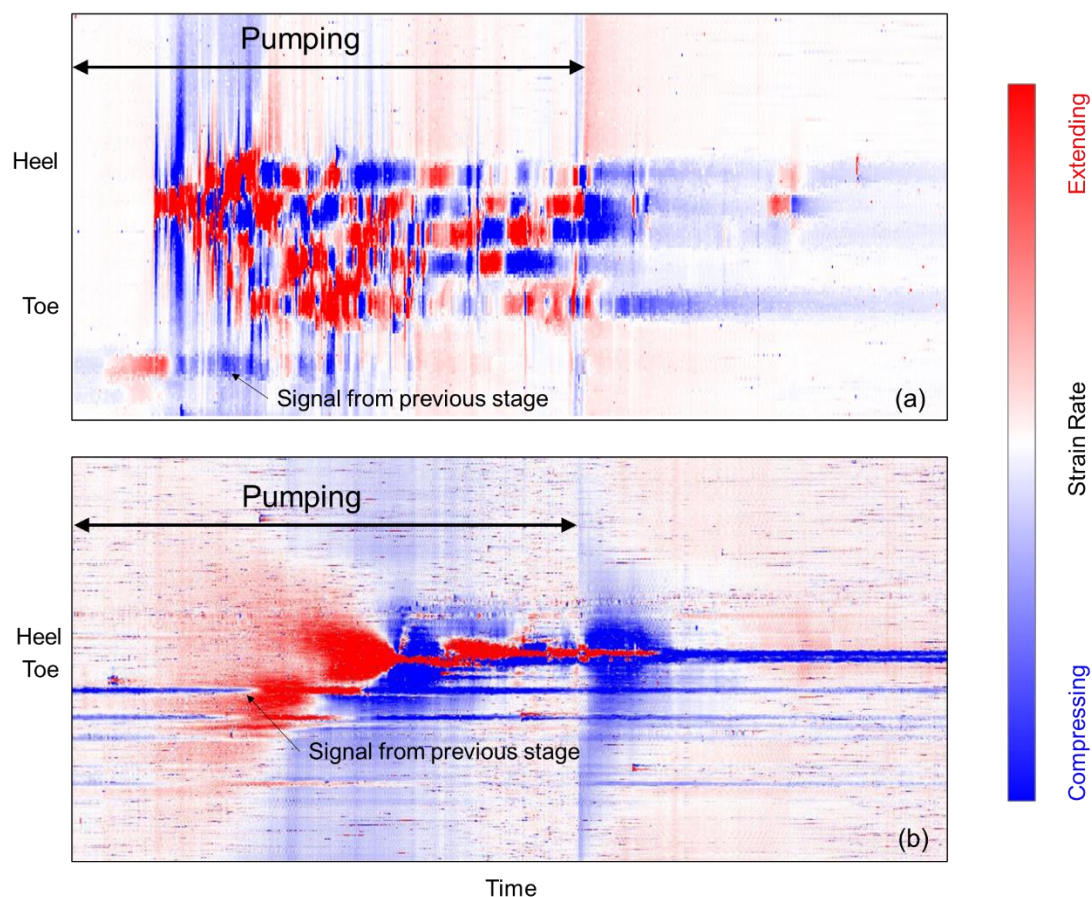 Pumping
Heel
Toe
Signal from previous stage
(a)
Pumping
Heel
Toe
Signal from previous stage
(b)
Time
Extending
Strain Rate
Compressing